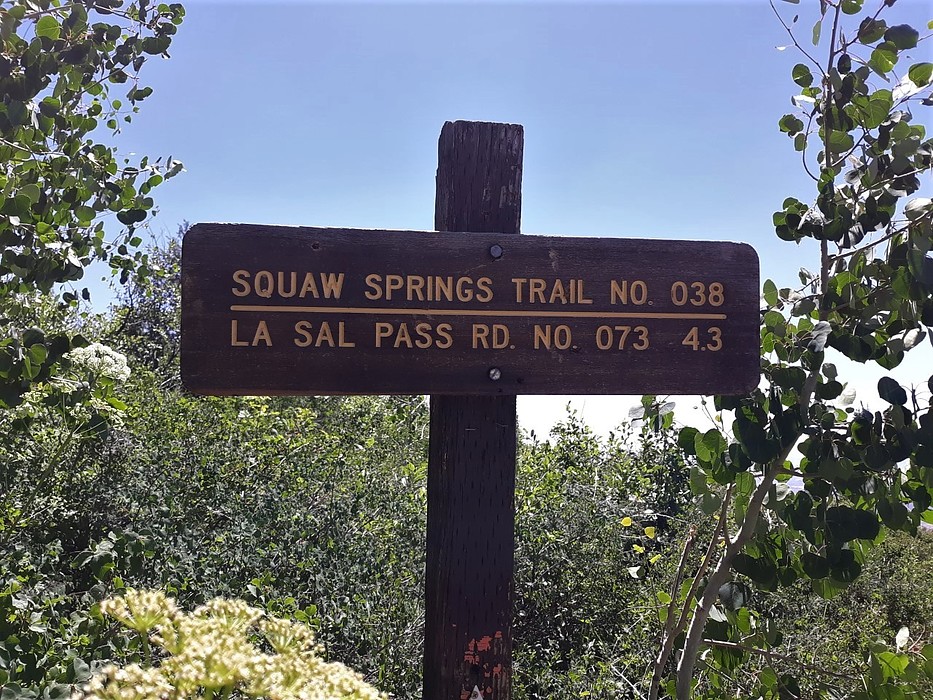 SQUAW SPRINGS TRAIL NO. 038
LA SAL PASS RD. NO. 073 4.3